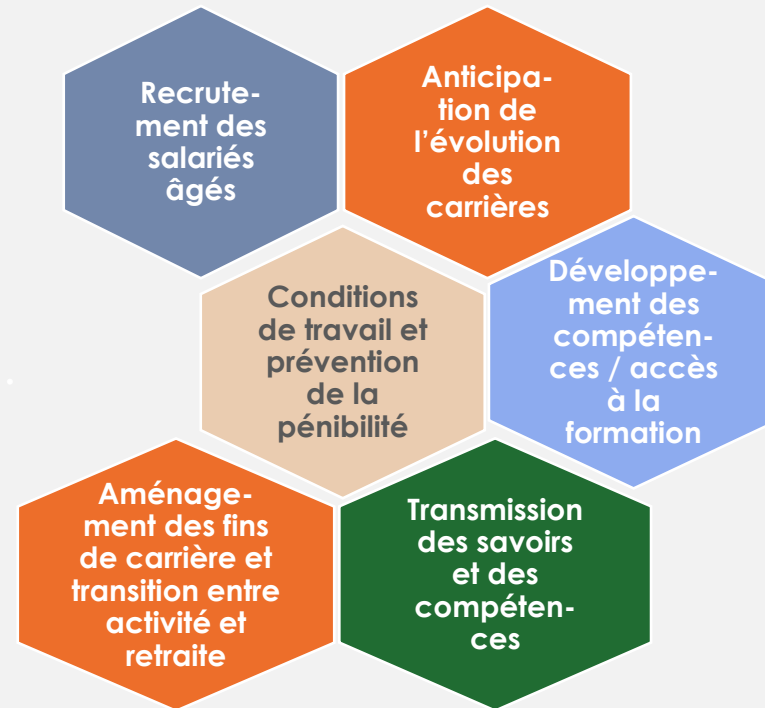 Recrute-
ment des
salariés
âgés
Anticipa-
tion de
l’évolution
des
carrières
Conditions
de travail et
prévention
de la
pénibilité
Développe-
ment des
compéten-
ces / accès
à la
formation
Aménage-
ment des fins
de carrière et
transition entre
activité et
retraite
Transmission
des savoirs
et des
compéten-
ces